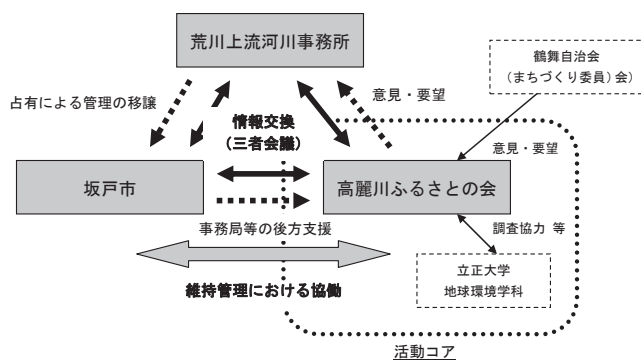 荒川上流河川事務所
鶴舞自治会
(まちづくり委員)会)
占有による管理の移譲
意見・要望
情報交換
(三者会議)
意見・要望
坂戸市
高麗川ふるさとの会
事務局等の後方支援
調査協力 等
維持管理における協働
立正大学
地球環境学科
活動コア